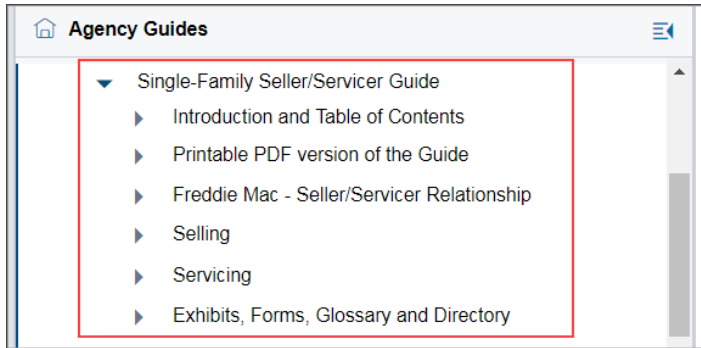 Agency Guides
Single-Family Seller/Servicer Guide
Introduction and Table of Contents
Printable PDF version of the Guide
Freddie Mac - Seller/Servicer Relationship
Selling
Servicing
Exhibits, Forms, Glossary and Directory